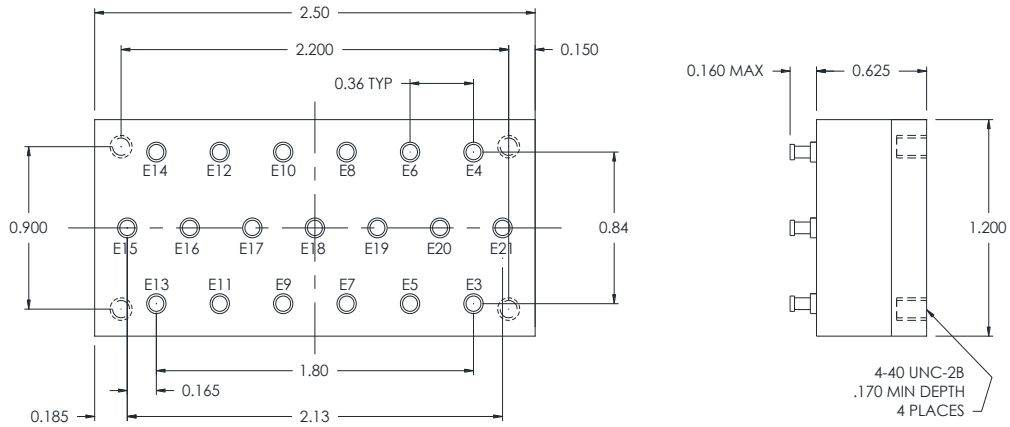 2.50
2.200
0.150
0.36 TYP
0.160 MAX
0.625
E14 E12 E10 E8 E6 E4
0.900
0.84
1.200
E15 E16 E17 E18 E19 E20 E21
E13 E11 E9 E7 E5 E3
1.80
0.165
0.185
2.13
4-40 UNC-2B
.170 MIN DEPTH
4 PLACES